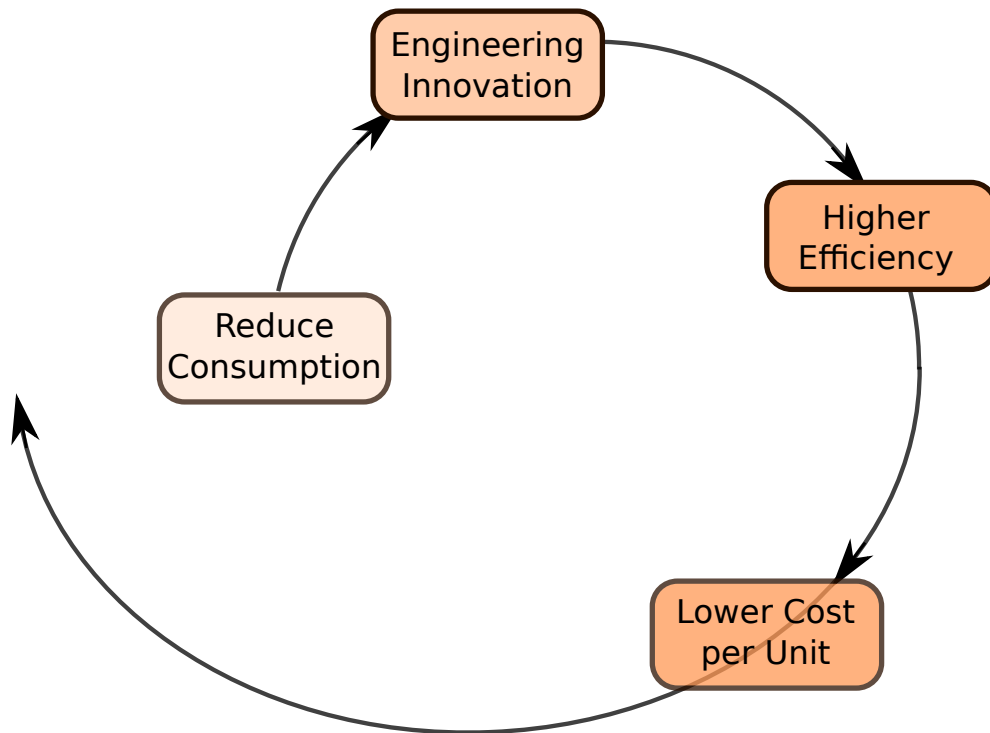 Engineering
Innovation
Higher
Efficiency
Reduce
Consumption
Lower Cost
per Unit